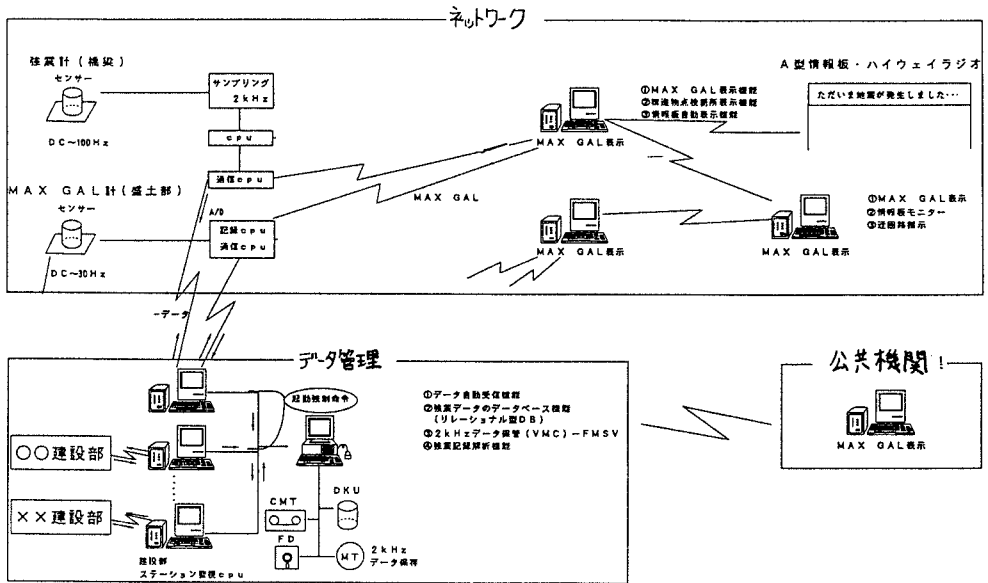 ネットワーク
強震計(橋梁)
センサー
DC~100Hz
サンプリング
2kHz
cpu
通信cpu
MAX GAL計(盛土部)
センサー
DC~30Hz
A/D
記録cpu
通信cpu
MAX GAL
①MAX GAL表示機能
②構造物点検箇所表示機能
③情報板自動表示機能
MAX GAL表示
A型情報板・ハイウェイラジオ
ただいま地震が発生しました…
MAX GAL表示
①MAX GAL表示
②情報板モニター
③迂回路指示
MAX GAL表示
データ
データ管理
起動強制命令
①データ自動受信機能
②強震データのデータベース機能
(リレーショナル型DB)
③2kHzデータ保管(VMC)-FMSV
④強震記録解析機能
○○建設部
××建設部
建設部
ステーション監視cpu
CMT
DKU
FD
MT
2kHz
データ保存
公共機関!
MAX GAL表示